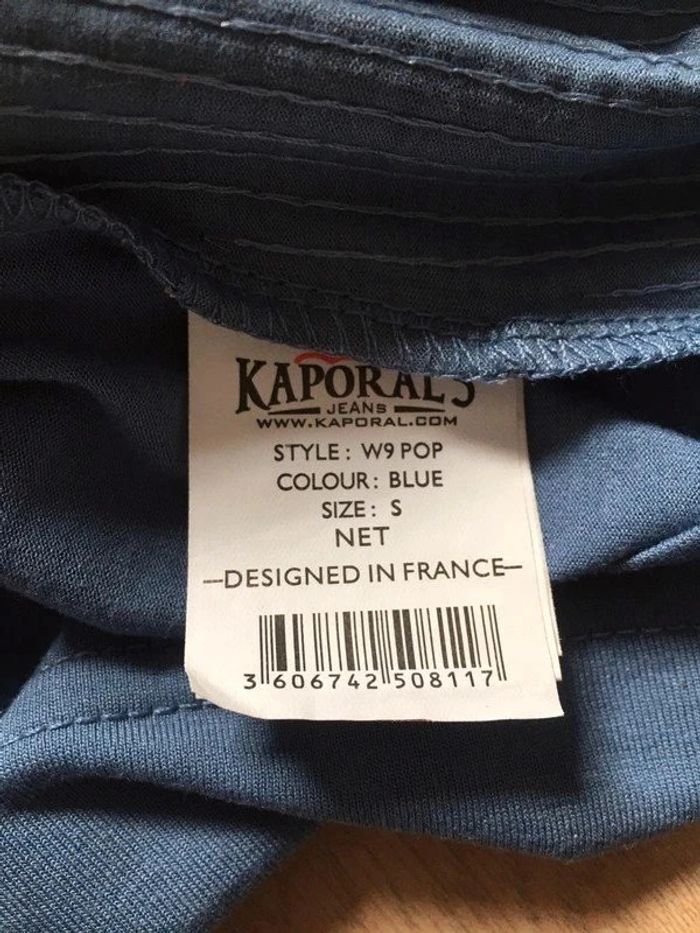 KAPORAL 5
JEANS
WWW.KAPORAL.COM
STYLE: W9 POP
COLOUR: BLUE
SIZE: S
NET
—DESIGNED IN FRANCE—
3 606742 508117